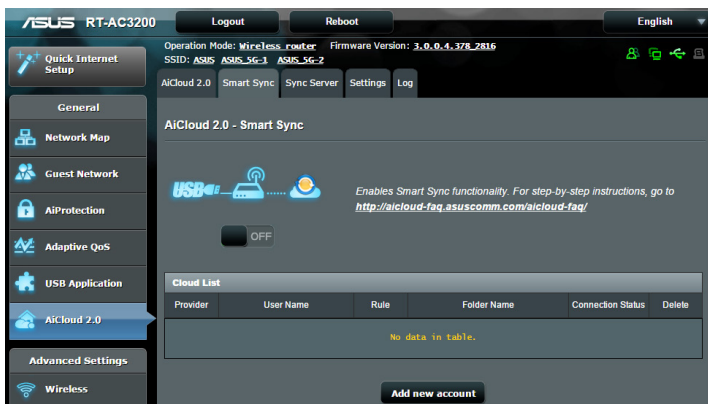 ASUS RT-AC3200 Logout Reboot English
Quick Internet Setup
Operation Mode: Wireless router Firmware Version: 3.0.0.4.378_2816
SSID: ASUS ASUS_5G-1 ASUS_5G-2
AiCloud 2.0 Smart Sync Sync Server Settings Log
General
Network Map
Guest Network
AiProtection
Adaptive QoS
USB Application
AiCloud 2.0
Advanced Settings
Wireless
AiCloud 2.0 - Smart Sync
USB
Enables Smart Sync functionality. For step-by-step instructions, go to
http://aicloud-faq.asuscomm.com/aicloud-faq/
OFF
Cloud List
Provider User Name Rule Folder Name Connection Status Delete
No data in table.
Add new account